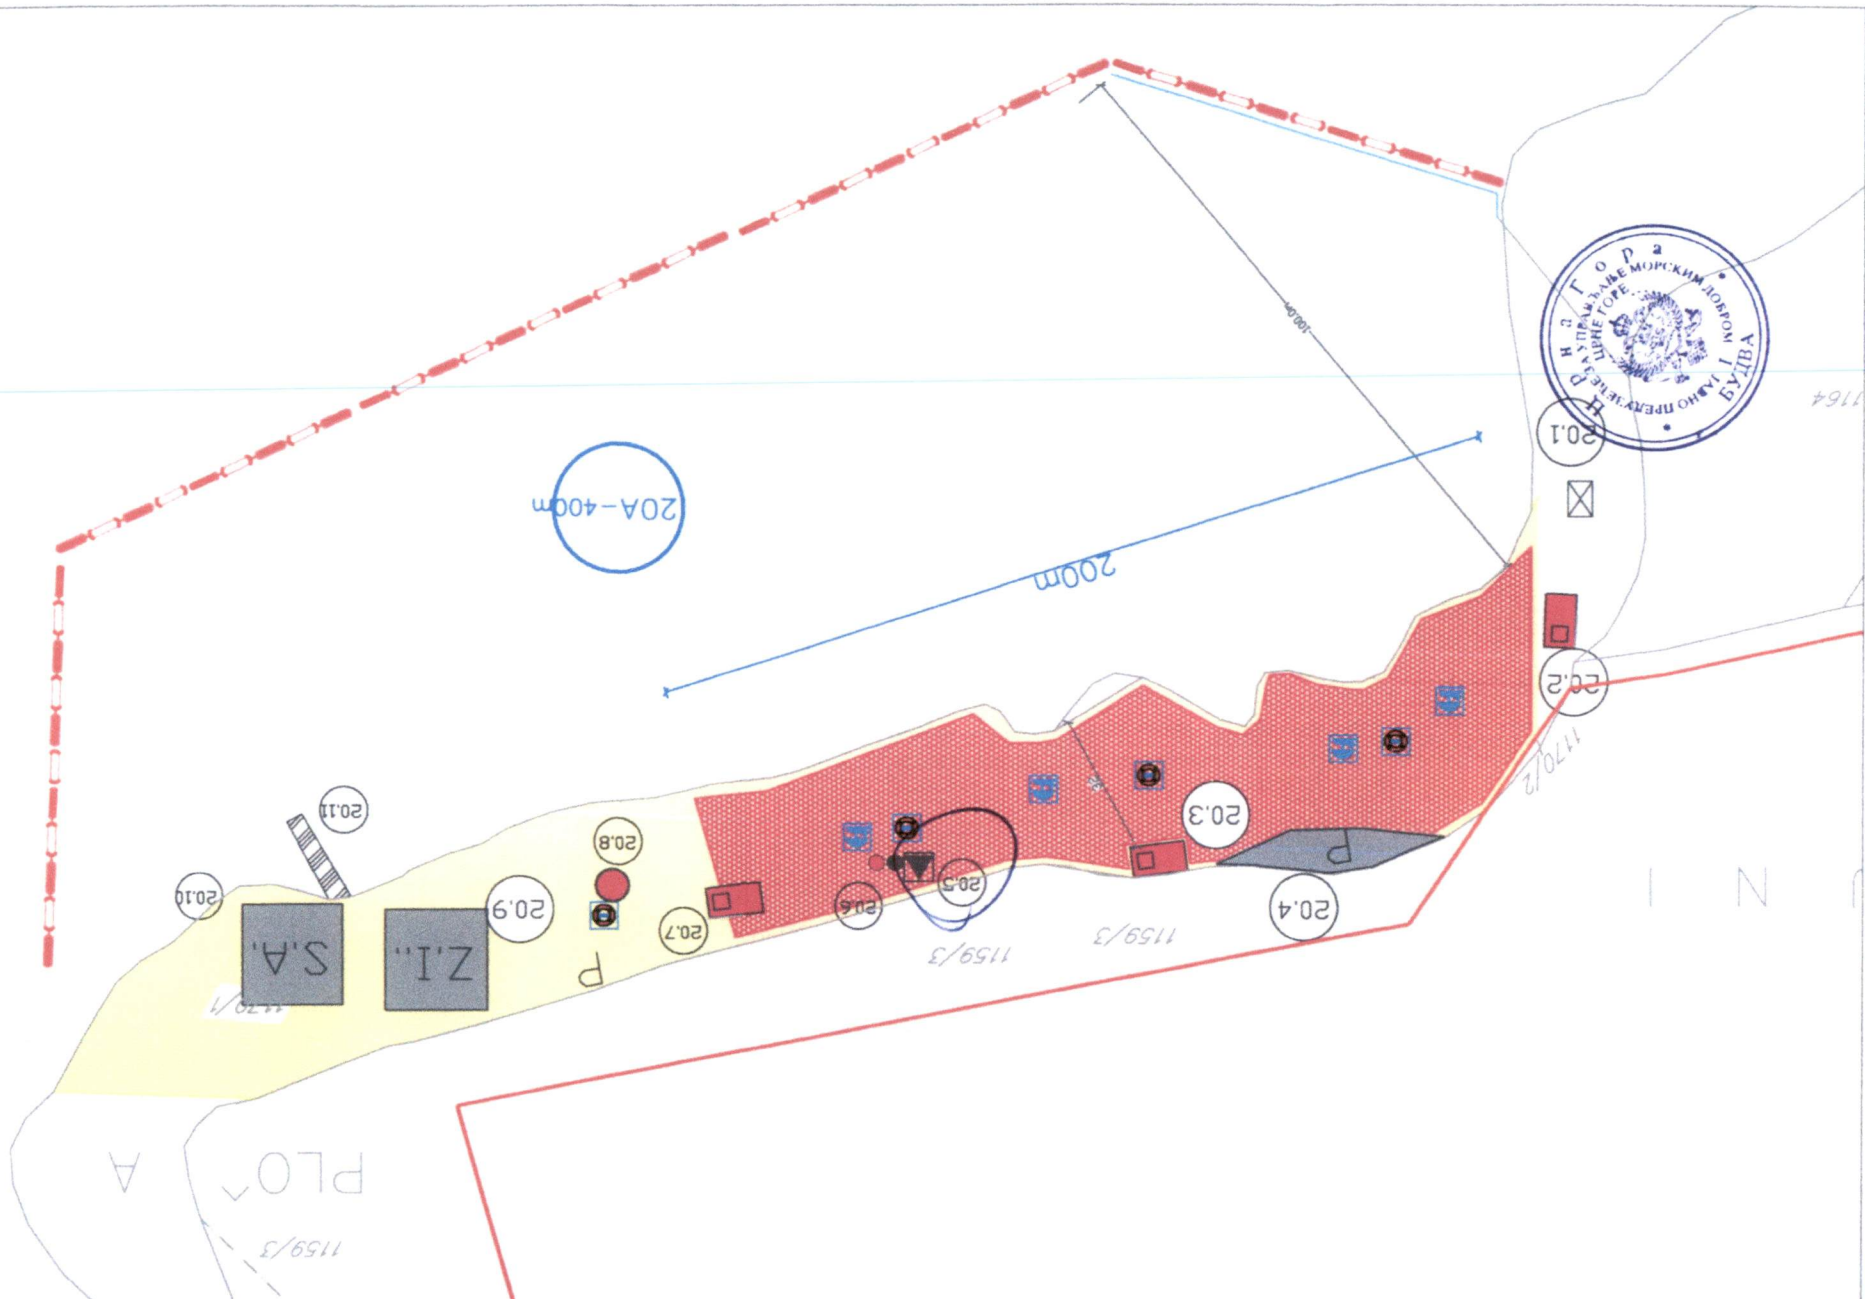 1164
20.1
Црна Гора
ЈАВНО ПРЕДУЗЕЋЕ ЗА УПРАВЉАЊЕ МОРСКИМ ДОБРОМ
ЦРНЕ ГОРЕ
I
БУДВА
100.0m
20A-400m
200m
20.2
1170/2
20.3
P
20.4
20.5
20.6
20.7
20.8
20.9
20.10
20.11
P
Z.I.,,
S.A,
1170/1
1159/3
1159/3
U N I
PLO^
A
1159/3